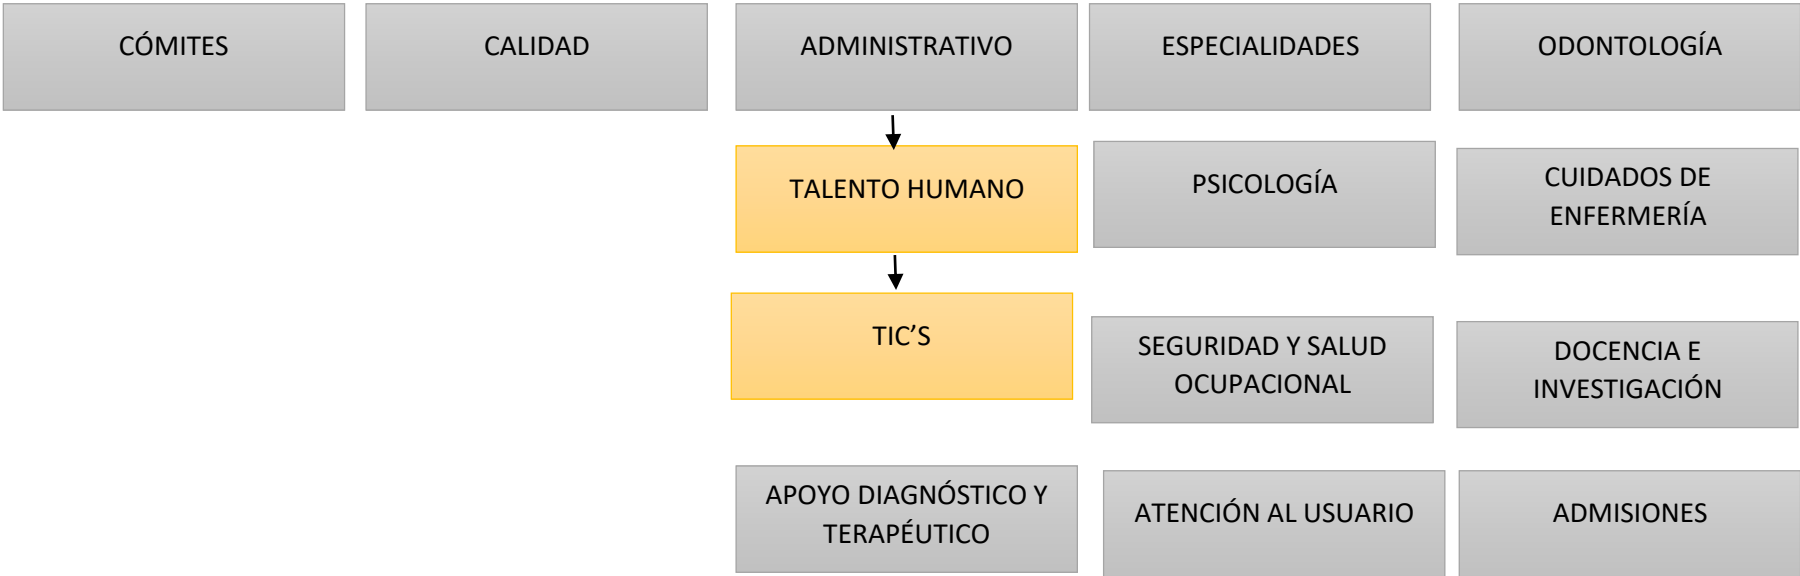 CÓMITES
CALIDAD
ADMINISTRATIVO
ESPECIALIDADES
ODONTOLOGÍA
TALENTO HUMANO
PSICOLOGÍA
CUIDADOS DE
ENFERMERÍA
TIC’S
SEGURIDAD Y SALUD
OCUPACIONAL
DOCENCIA E
INVESTIGACIÓN
APOYO DIAGNÓSTICO Y
TERAPÉUTICO
ATENCIÓN AL USUARIO
ADMISIONES